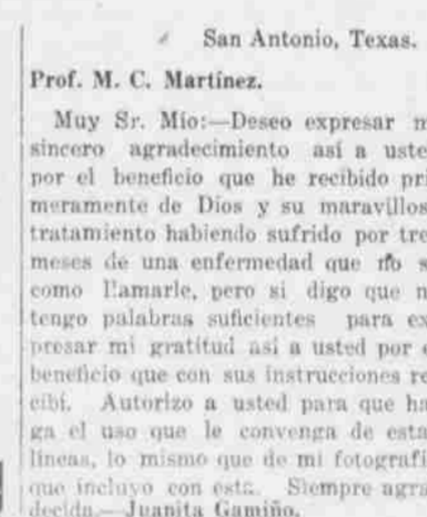 San Antonio, Texas.
Prof. M. C. Martínez.
Muy Sr. Mío:—Deseo expresar m
sincero agradecimiento así a uste
por el beneficio que he recibido pri
meramente de Dios y su maravillos
tratamiento habiendo sufrido por tre
meses de una enfermedad que no s
como llamarle, pero si digo que n
tengo palabras suficientes para ex
presar mi gratitud así a usted por e
beneficio que con sus instrucciones re
cibí. Autorizo a usted para que ha
ga el uso que le convenga de esta
líneas, lo mismo que de mi fotografí
que incluyo con esta. Siempre agra
decida.—Juanita Gamiño.